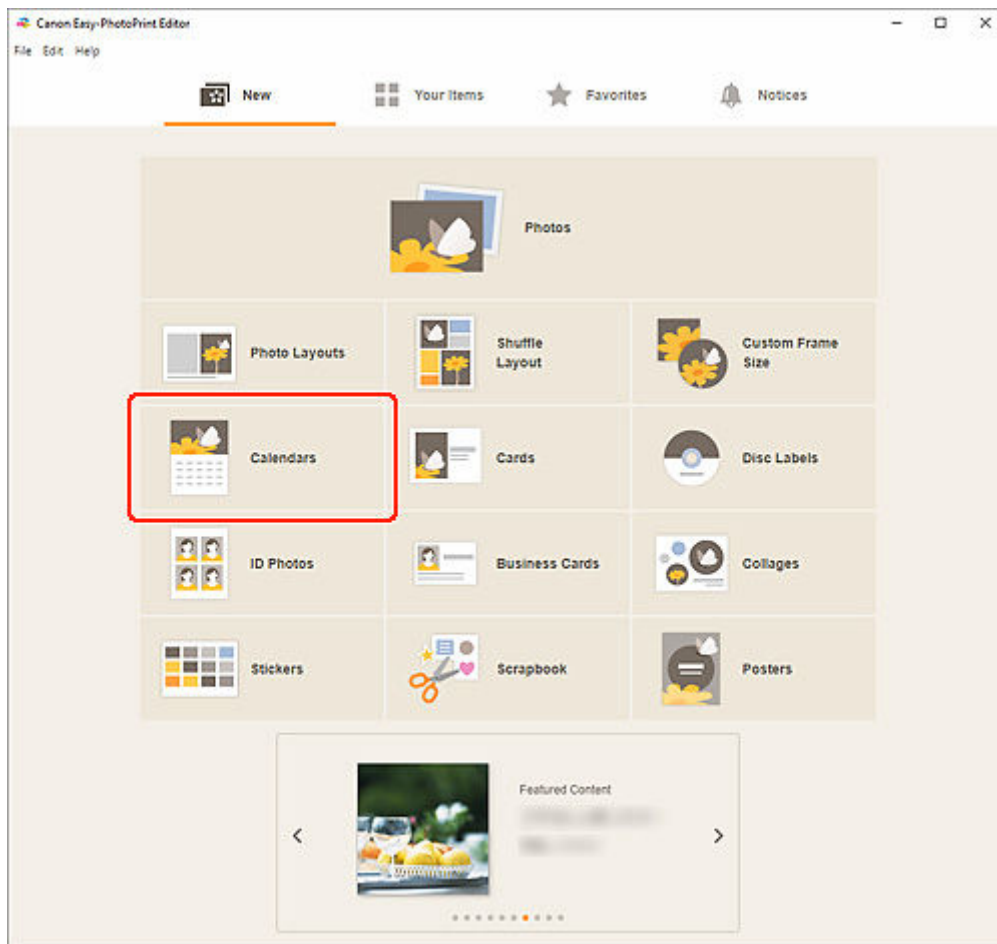 Canon Easy-PhotoPrint Editor
File Edit Help
New Your Items Favorites Notices
Photos
Photo Layouts
Shuffle
Layout
Custom Frame
Size
Calendars
Cards
Disc Labels
ID Photos
Business Cards
Collages
Stickers
Scrapbook
Posters
Featured Content